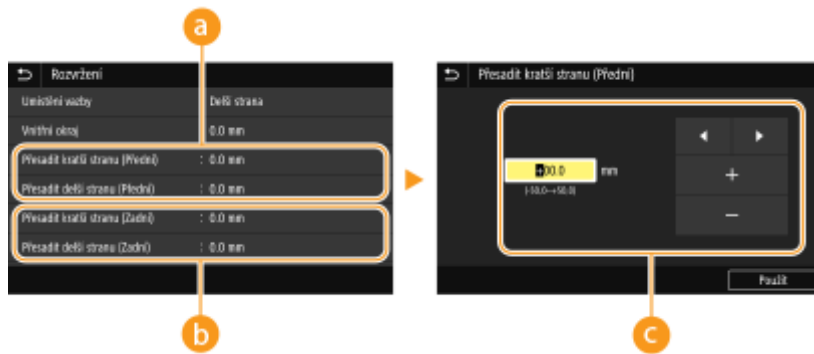 a
Rozvržení
Umístění vazby Delší strana
Vnitřní okraj 0.0 mm
Přesadit kratší stranu (Přední) : 0.0 mm
Přesadit delší stranu (Přední) : 0.0 mm
Přesadit kratší stranu (Zadní) : 0.0 mm
Přesadit delší stranu (Zadní) : 0.0 mm
b
Přesadit kratší stranu (Přední)
+00.0 mm
(-50.0~+50.0)
+
−
Použít
c